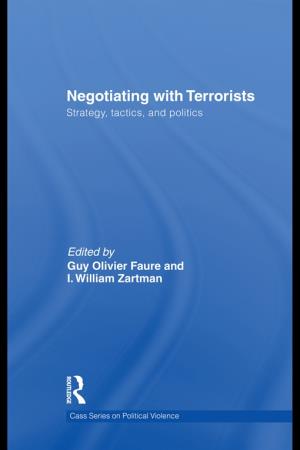 Negotiating with Terrorists
Strategy, tactics, and politics
Edited by
Guy Olivier Faure and
I. William Zartman
ROUTLEDGE
Cass Series on Political Violence